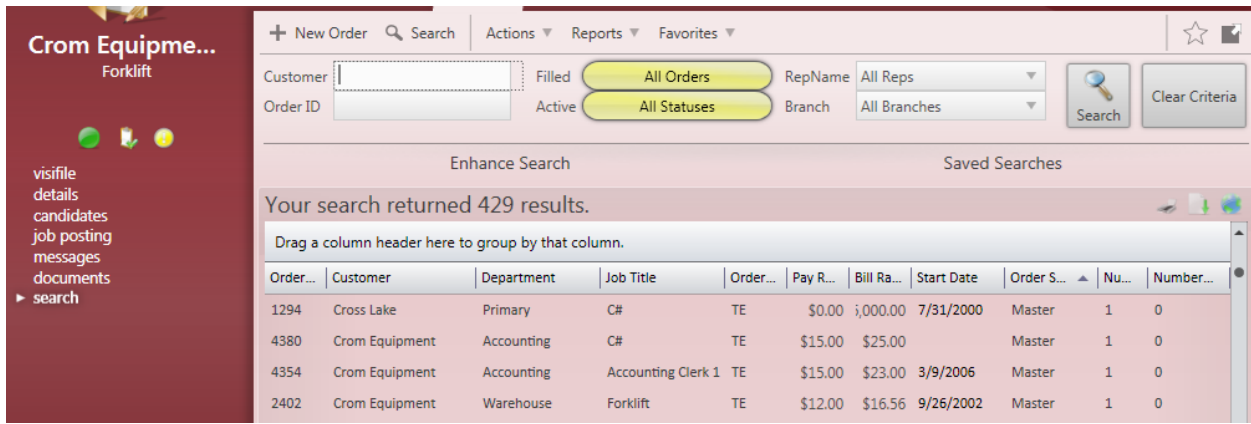 Crom Equipme...
Forklift
visifile
details
candidates
job posting
messages
documents
search
New Order Search Actions Reports Favorites
Customer Filled All Orders RepName All Reps
Order ID Active All Statuses Branch All Branches
Search
Clear Criteria
Enhance Search Saved Searches
Your search returned 429 results.
Drag a column header here to group by that column.
Order... Customer Department Job Title Order... Pay R... Bill Ra... Start Date Order S... Nu... Number...
1294 Cross Lake Primary C# TE $0.00 ,000.00 7/31/2000 Master 1 0
4380 Crom Equipment Accounting C# TE $15.00 $25.00 Master 1 0
4354 Crom Equipment Accounting Accounting Clerk 1 TE $15.00 $23.00 3/9/2006 Master 1 0
2402 Crom Equipment Warehouse Forklift TE $12.00 $16.56 9/26/2002 Master 1 0